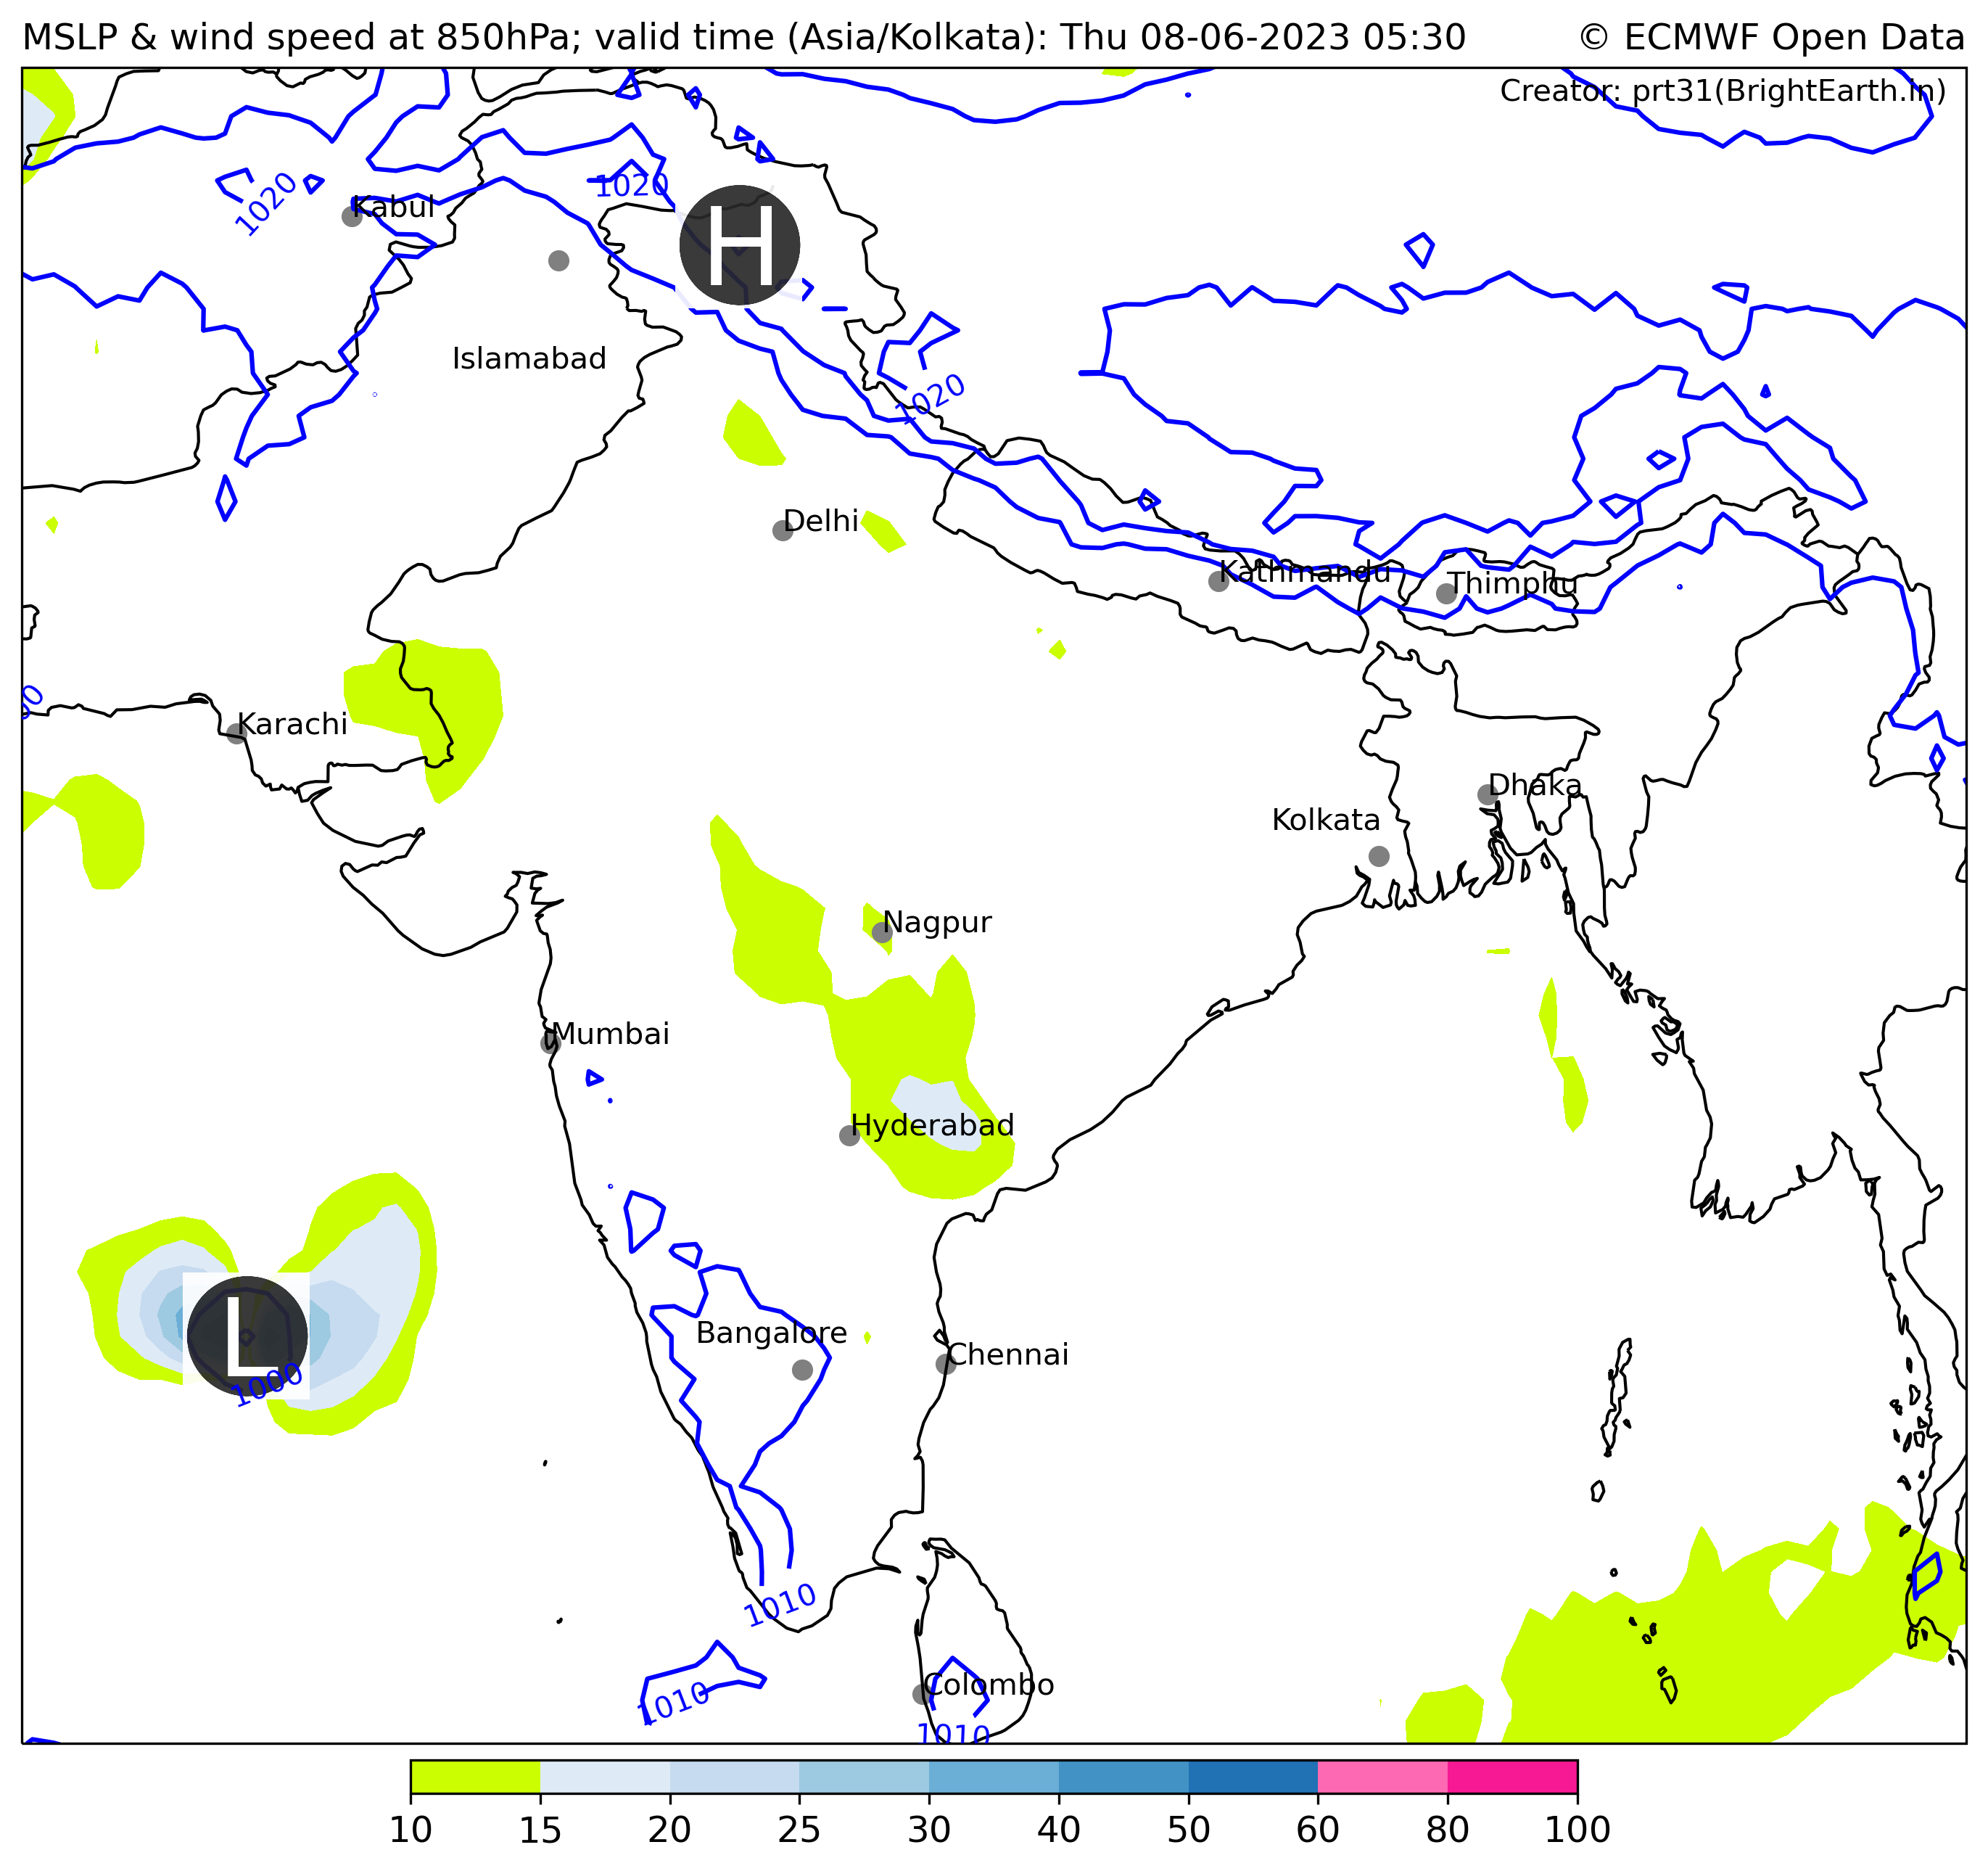 MSLP & wind speed at 850hPa; valid time (Asia/Kolkata): Thu 08-06-2023 05:30
© ECMWF Open Data
Creator: prt31(BrightEarth.in)
1020
1020
Kabul
H
Islamabad
1020
Delhi
Kathmandu
Thimphu
Karachi
Dhaka
Kolkata
Nagpur
Mumbai
Hyderabad
L
1000
Bangalore
Chennai
1010
Colombo
1010
1010
10 15 20 25 30 40 50 60 80 100